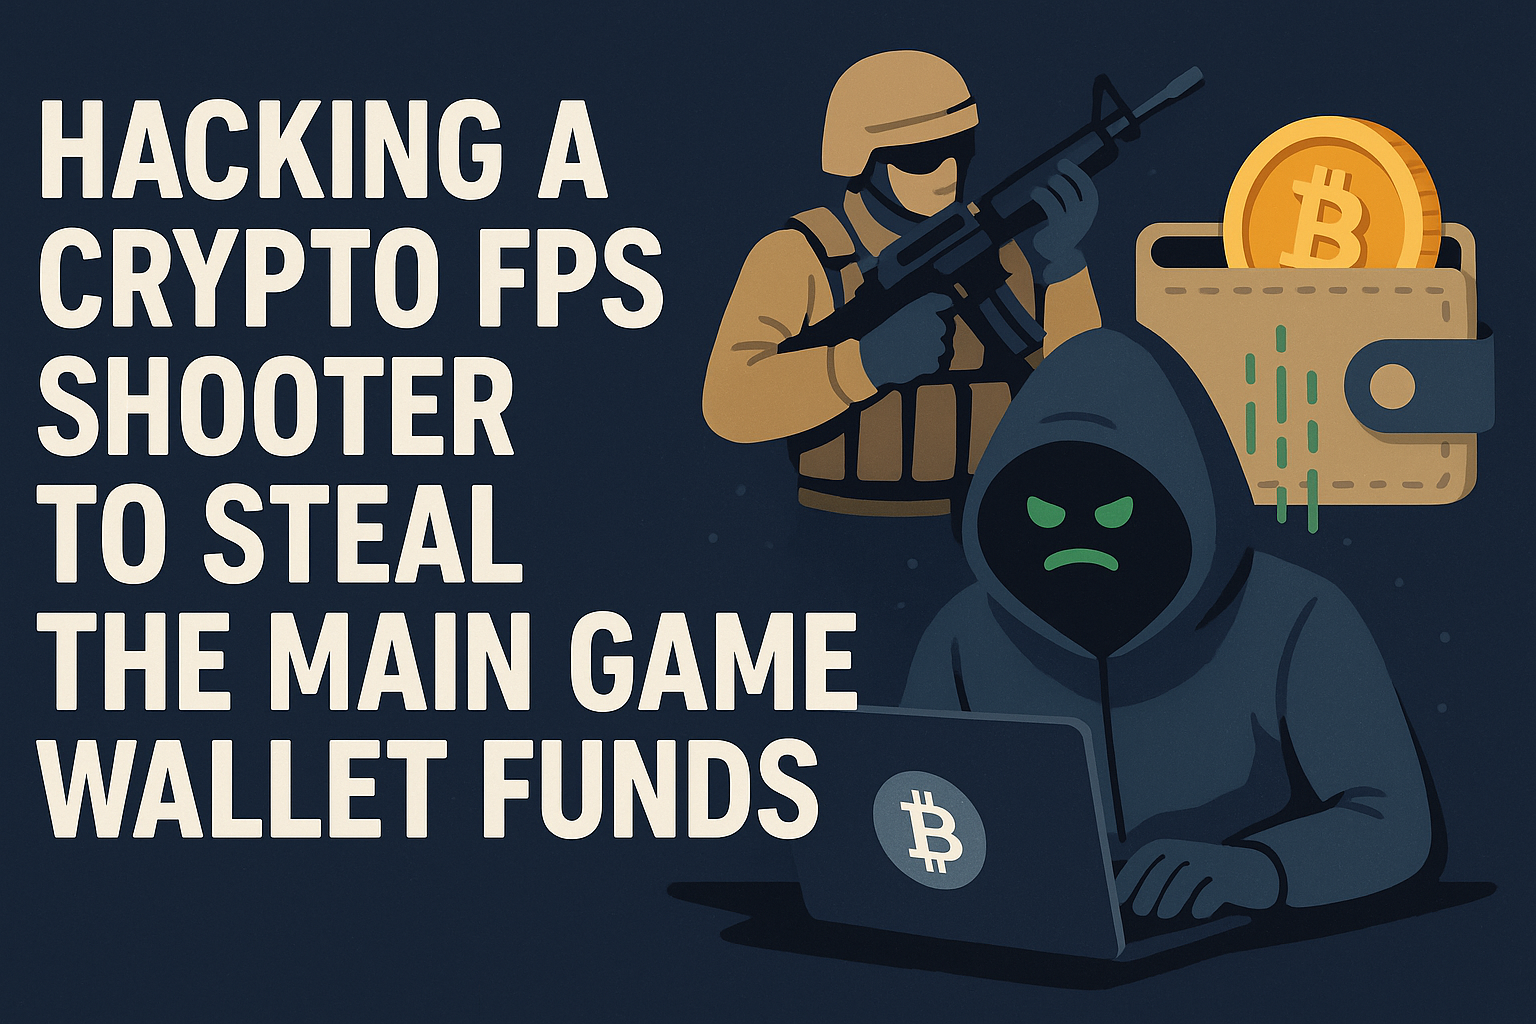 HACKING A
CRYPTO FPS
SHOOTER
TO STEAL
THE MAIN GAME
WALLET FUNDS